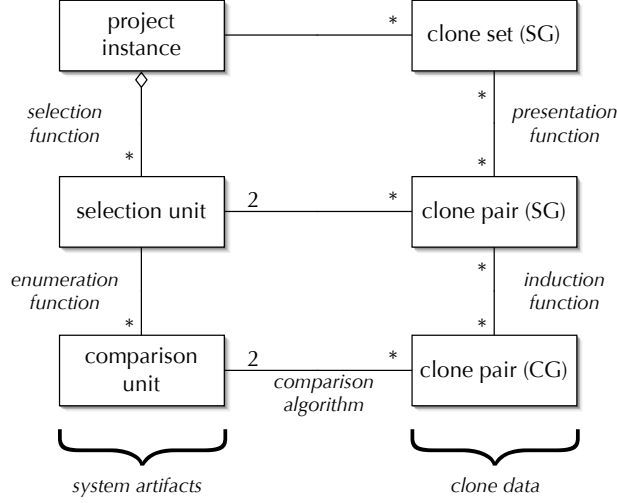 project
instance
*
clone set (SG)
selection
function
*
*
presentation
function
*
selection unit
2
*
clone pair (SG)
enumeration
function
*
*
induction
function
*
comparison
unit
2
*
comparison
algorithm
clone pair (CG)
system artifacts
clone data